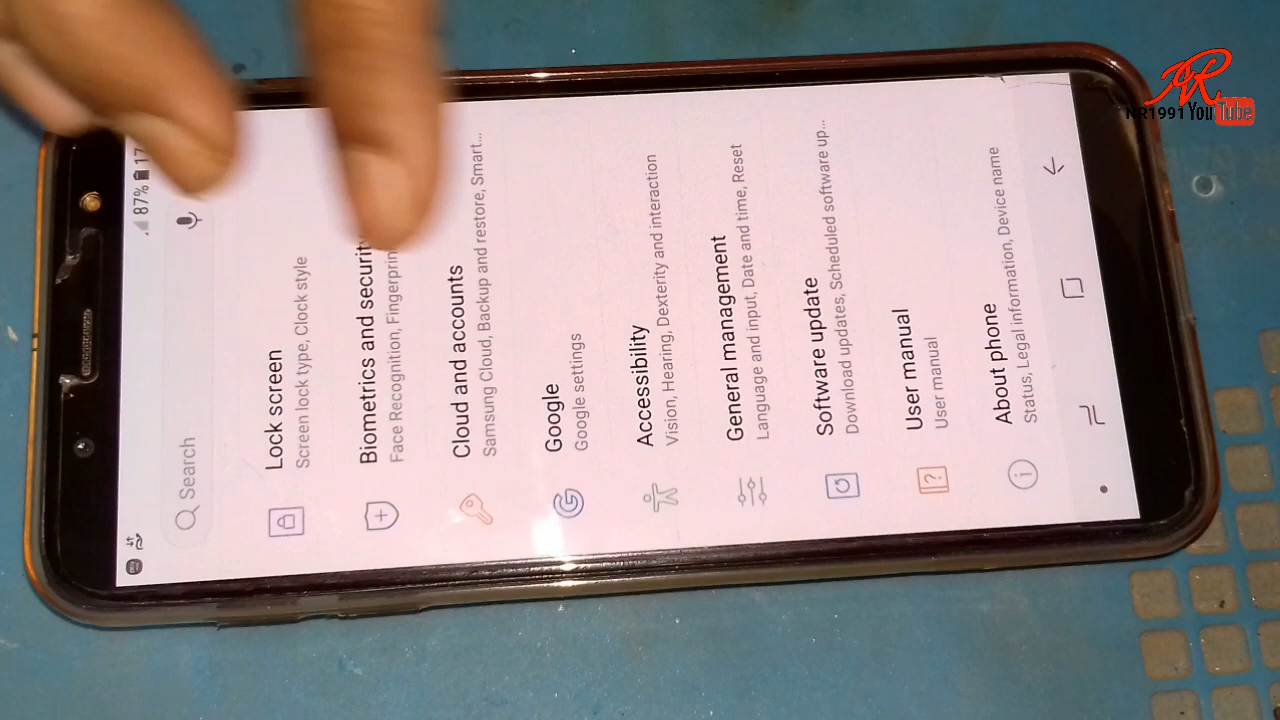 87% 17
Search
Lock screen
Screen lock type, Clock style
Biometrics and security
Face Recognition, Fingerprin
Cloud and accounts
Samsung Cloud, Backup and restore, Smart...
Google
Google settings
Accessibility
Vision, Hearing, Dexterity and interaction
General management
Language and input, Date and time, Reset
Software update
Download updates, Scheduled software up...
User manual
User manual
About phone
Status, Legal information, Device name
NR1991 YouTube